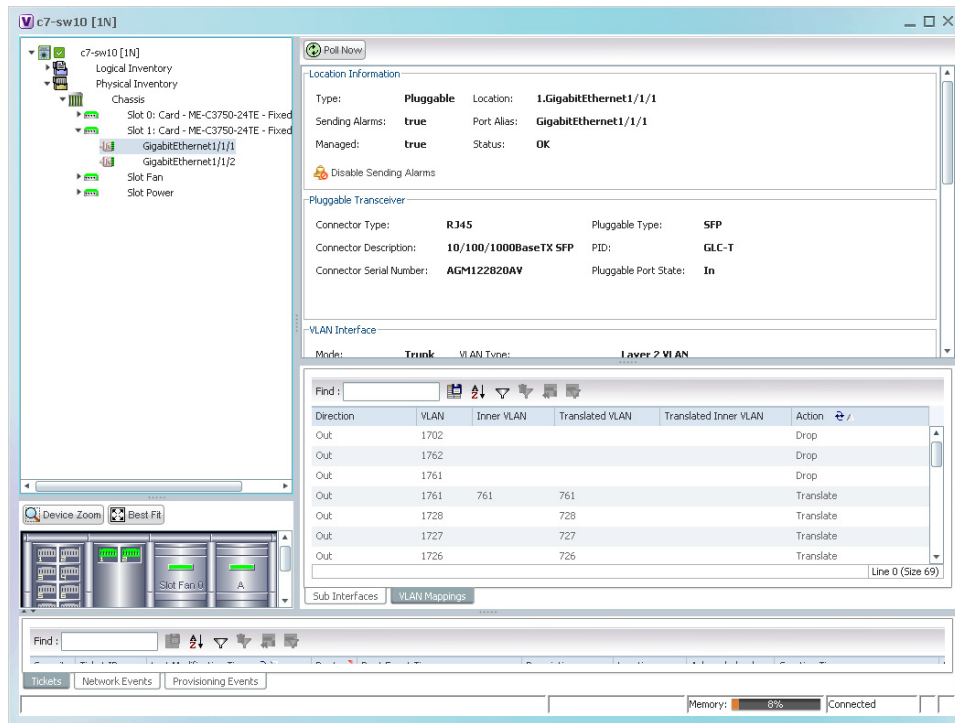 c7-sw10 [1N]
c7-sw10 [1N]
Logical Inventory
Physical Inventory
Chassis
Slot 0: Card - ME-C3750-24TE - Fixed
Slot 1: Card - ME-C3750-24TE - Fixed
GigabitEthernet1/1/1
GigabitEthernet1/1/2
Slot Fan
Slot Power
Device Zoom Best Fit
Slot Fan 0 A
Poll Now
Location Information
Type: Pluggable Location: 1.GigabitEthernet1/1/1
Sending Alarms: true Port Alias: GigabitEthernet1/1/1
Managed: true Status: OK
Disable Sending Alarms
Pluggable Transceiver
Connector Type: RJ45 Pluggable Type: SFP
Connector Description: 10/100/1000BaseTX SFP PID: GLC-T
Connector Serial Number: AGM122820AV Pluggable Port State: In
VLAN Interface
Mode: Trunk VLAN Type: Layer 2 VLAN
Find :
Direction VLAN Inner VLAN Translated VLAN Translated Inner VLAN Action
Out 1702 Drop
Out 1762 Drop
Out 1761 Drop
Out 1761 761 761 Translate
Out 1728 728 Translate
Out 1727 727 Translate
Out 1726 726 Translate
Line 0 (Size 69)
Sub Interfaces VLAN Mappings
Find :
Tickets Network Events Provisioning Events
Memory: 8% Connected